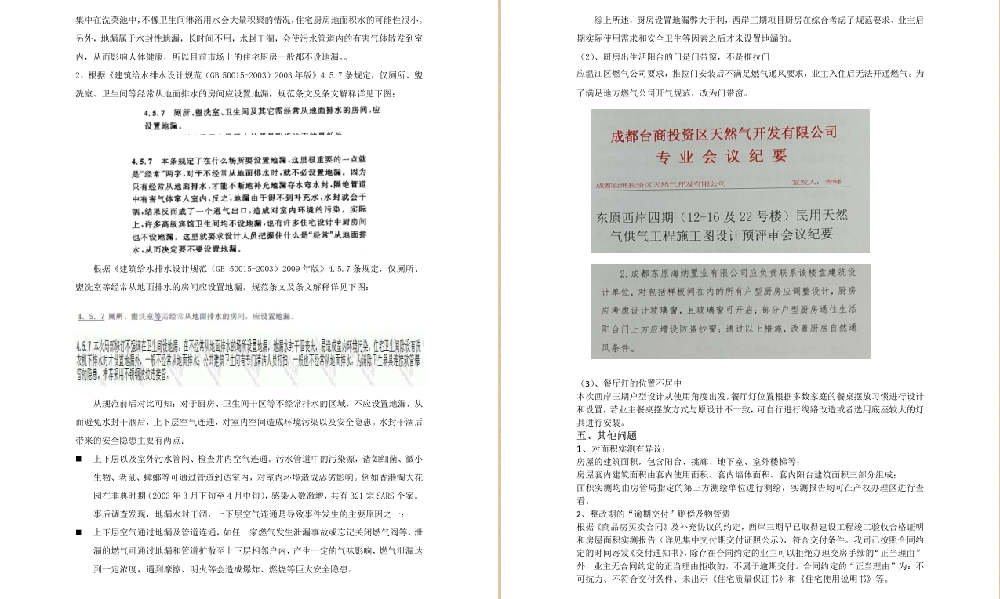 集中在洗菜池中,不像卫生间淋浴用水会大量积聚的情况,住宅厨房地面积水的可能性很小。
另外,地漏属于水封性地漏,长时间不用,水封干涸,会使污水管道内的有害气体散发到室
内,从而影响人体健康,所以目前市场上的住宅厨房一般都不设地漏。。
2、根据《建筑给水排水设计规范(GB 50015-2003)2003 年版》4.5.7 条规定,仅厕所、盥
洗室、卫生间等经常从地面排水的房间应设置地漏,规范条文及条文解释详见下图:
4.5.7 厕所、盥洗室、卫生间及其它需经常从地面排水的房间,应
设置地漏。
4.5.7 本条规定了在什么场所要设置地漏,这里很重要的一点就
是“经常”两字,对于不经常从地面排水时,就不必设置地漏。因为
只有经常从地面排水,才能不断地补充地漏存水弯水封,隔绝管道
中有害气体窜入室内,反之,地漏由于得不到补充水,水封就会干
涸,结果反而成了一个通气出口,造成对室内环境的污染。实际
上,许多高级宾馆卫生间均不设地漏,也有许多住宅设计中厨房间
也不设地漏。这里就要求设计人员把握住什么是“经常”从地面排
水,从而决定要不要设置地漏。
根据《建筑给水排水设计规范(GB 50015-2003)2009 年版》4.5.7 条规定,仅厕所、
盥洗室等经常从地面排水的房间应设置地漏,规范条文及条文解释详见下图:
4.5.7 厕所、盥洗室等需经常从地面排水的房间,应设置地漏。
4.5.7 本次局部修订不强调在卫生间设地漏。在不经常从地面排水的场所设置地漏,地漏水封干涸丧失,易造成室内环境污染。住宅卫生间除设有洗
衣机下排水时才设置地漏外,一般不经常从地面排水;公共建筑卫生间有专门清洁人员打扫,一般也不经常从地面排水。为消除卫生器具连接软管爆
管的隐患,推荐采用不锈钢波纹连接管。
从规范前后对比可知:对于厨房、卫生间干区等不经常排水的区域,不应设置地漏,从
而避免水封干涸后,上下层空气连通,对室内空间造成环境污染以及安全隐患。水封干涸后
带来的安全隐患主要有两点:
■ 上下层以及室外污水管网、检查井内空气连通。污水管道中的污染源,诸如细菌、微小
生物、老鼠、蟑螂等可通过管道到达室内,对室内环境造成恶劣影响。例如香港淘大花
园在非典时期(2003 年 3 月下旬至 4 月中旬),感染人数激增,共有 321 宗 SARS 个案。
事后调查发现,地漏水封干涸,上下层空气连通是导致事件发生的主要原因之一;
■ 上下层空气通过地漏及管道连通,如任一家燃气发生泄漏事故或忘记关闭燃气阀等,泄
漏的燃气可通过地漏和管道扩散至上下层相邻户内,产生一定的气味影响,燃气泄漏达
到一定浓度,遇到摩擦、明火等会造成爆炸、燃烧等巨大安全隐患。
综上所述,厨房设置地漏弊大于利,西岸三期项目厨房在综合考虑了规范要求、业主后
期实际使用需求和安全卫生等因素之后才未设置地漏的。
(2)、厨房出生活阳台的门是门带窗,不是推拉门
应温江区燃气公司要求,推拉门安装后不满足燃气通风要求,业主入住后无法开通燃气。为
了满足地方燃气公司开气规范,改为门带窗。
成都台商投资区天然气开发有限公司
专业会议纪要
成都台商投资区天然气开发有限公司 签发人:青峰
东原西岸四期(12-16 及 22 号楼)民用天然
气供气工程施工图设计预评审会议纪要
2.成都东原海纳置业有限公司应负责联系该楼盘建筑设
计单位,对包括样板间在内的所有户型厨房应调整设计,厨房
应考虑设计玻璃窗,且玻璃窗可开启;部分户型厨房通往生活
阳台门上方应增设防盗纱窗;通过以上措施,改善厨房自然通
风条件。
(3)、餐厅灯的位置不居中
本次西岸三期户型设计从使用角度出发,餐厅灯位置根据多数家庭的餐桌摆放习惯进行设计
和设置,若业主餐桌摆放方式与原设计不一致,可自行进行线路改造或者选用底座较大的灯
具进行安装。
五、其他问题
1、对面积实测有异议:
房屋的建筑面积,包含阳台、挑廊、地下室、室外楼梯等;
房屋套内建筑面积由套内使用面积、套内墙体面积、套内阳台建筑面积三部分组成;
面积实测均由房管局指定的第三方测绘单位进行测绘,实测报告均可在产权办理区进行查
看。
2、整改期的“逾期交付”赔偿及物管费
根据《商品房买卖合同》及补充协议的约定,西岸三期早已取得建设工程竣工验收合格证明
和房屋面积实测报告(详见集中交付期交付证照公示),符合交付条件。我司已按照合同约
定的时间寄发《交付通知书》,除存在合同约定的业主可以拒绝办理交房手续的“正当理由”
外,业主无合同约定的正当理由拒收的,不属于逾期交付。合同约定的“正当理由”为:不
可抗力、不符合交付条件、未出示《住宅质量保证书》和《住宅使用说明书》等。